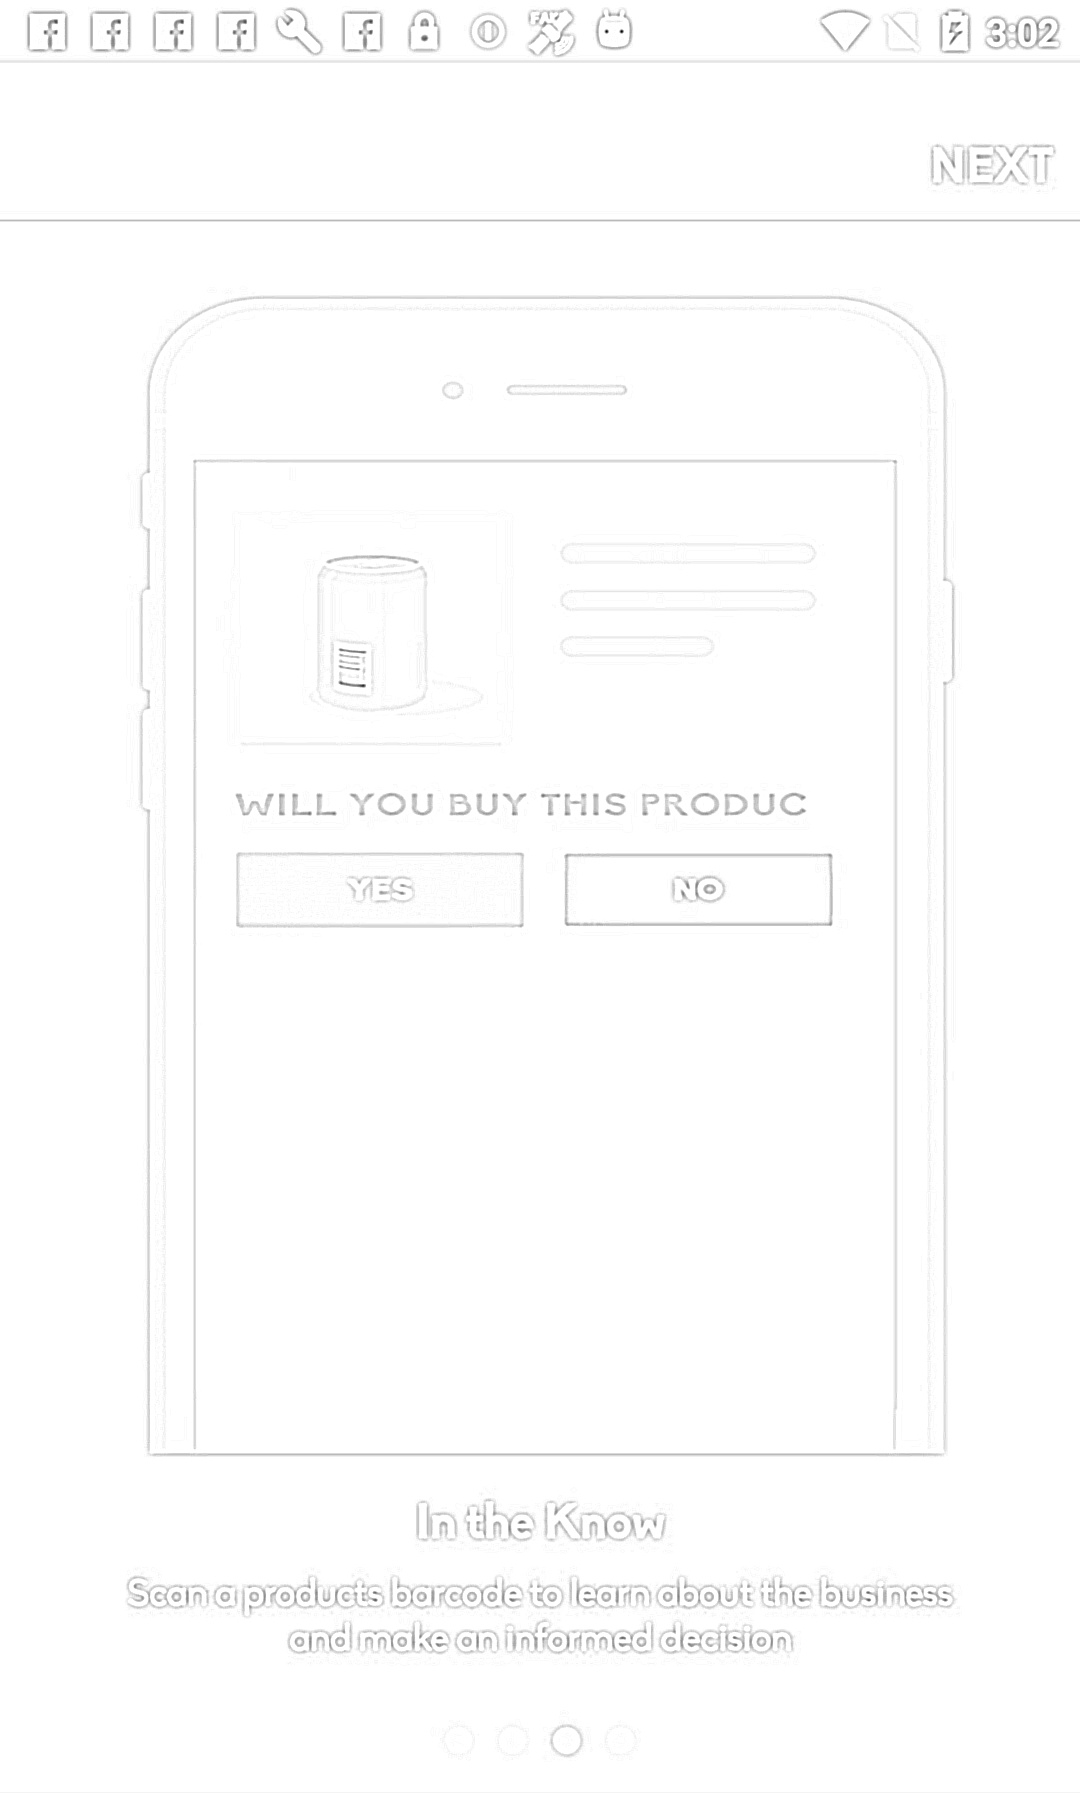 3:02
NEXT
WILL YOU BUY THIS PRODUC
YES NO
In the Know
Scan a products barcode to learn about the business
and make an informed decision